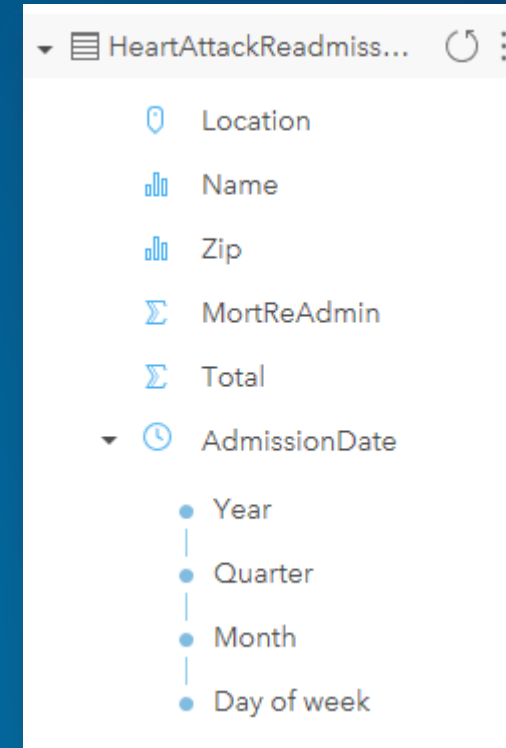 HeartAttackReadmiss...
Location
Name
Zip
MortReAdmin
Total
AdmissionDate
Year
Quarter
Month
Day of week